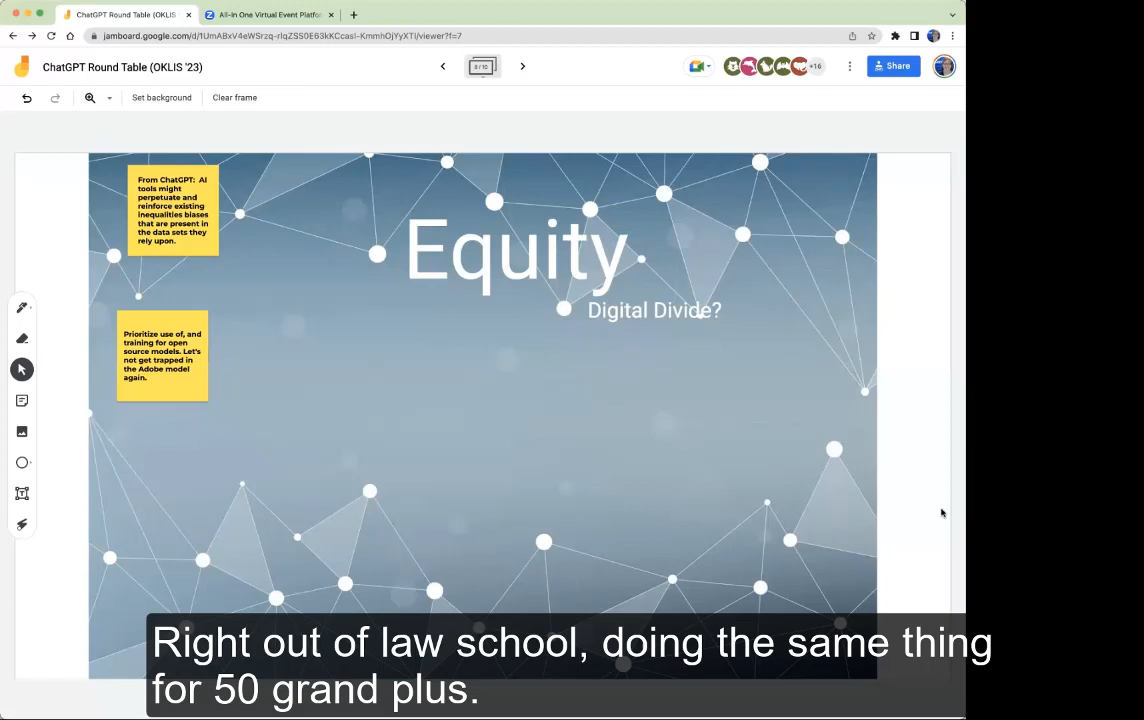 ChatGPT Round Table (OKLIS
All-In One Virtual Event Platfo
jamboard.google.com/d/1UmABxV4eWSrzq-rlqZSS0E63kKCcasl-KmmhOjYyXTI/viewer?f=7
ChatGPT Round Table (OKLIS '23)
8 / 10
+16
Share
Set background
Clear frame
From ChatGPT: AI
tools might
perpetuate and
reinforce existing
inequalities biases
that are present in
the data sets they
rely upon.
Equity
Digital Divide?
Prioritize use of, and
training for open
source models. Let's
not get trapped in
the Adobe model
again.
Right out of law school, doing the same thing
for 50 grand plus.